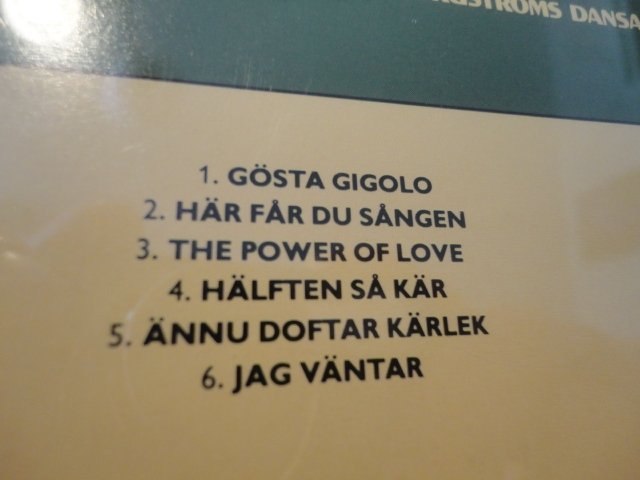 DANSA
1. GÖSTA GIGOLO
2. HÄR FÅR DU SÅNGEN
3. THE POWER OF LOVE
4. HÄLFTEN SÅ KÄR
5. ÄNNU DOFTAR KÄRLEK
6. JAG VÄNTAR